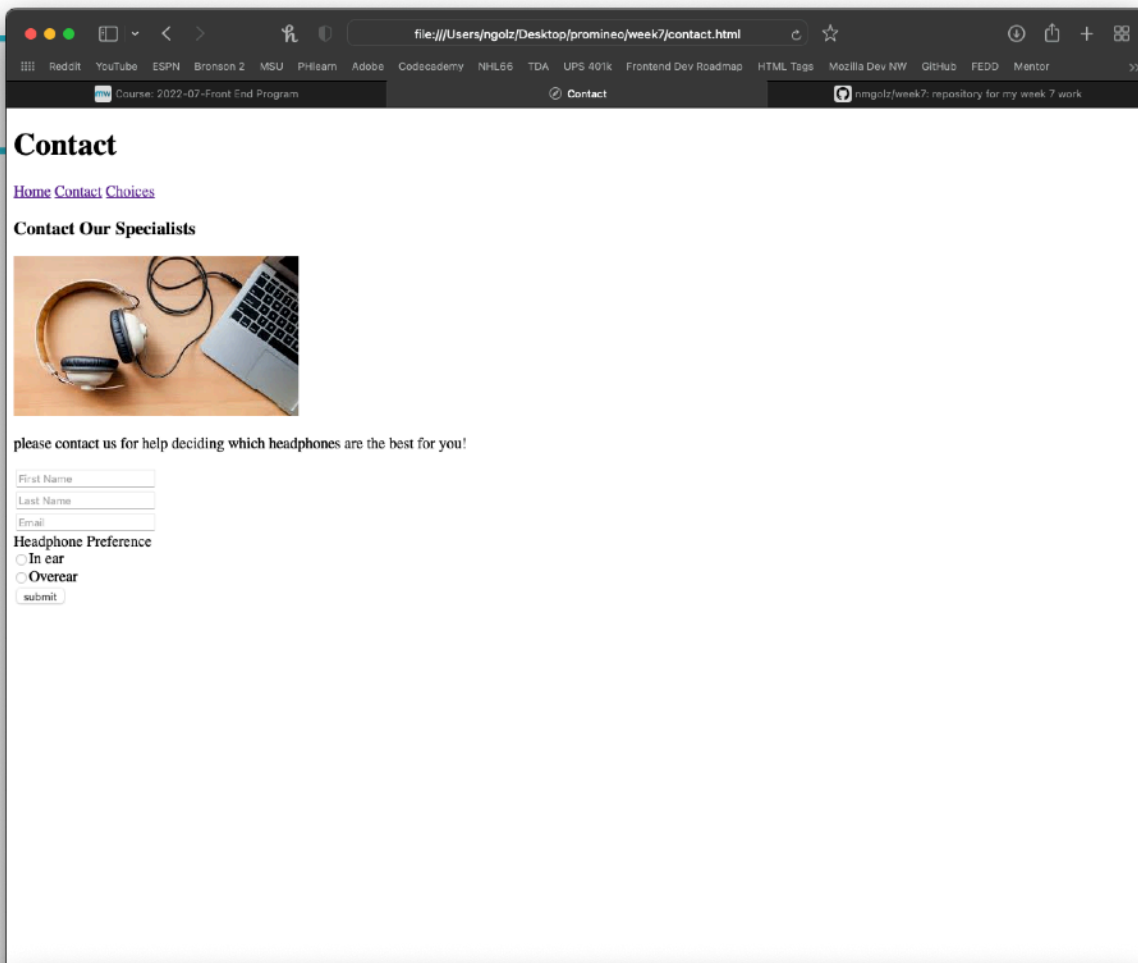 file:///Users/ngolz/Desktop/promineo/week7/contact.html
Reddit YouTube ESPN Bronson 2 MSU PHlearn Adobe Codecademy NHL66 TDA UPS 401k Frontend Dev Roadmap HTML Tags Mozilla Dev NW GitHub FEDD Mentor
mw Course: 2022-07-Front End Program
Contact
nmgolz/week7: repository for my week 7 work
Contact
Home Contact Choices
Contact Our Specialists
please contact us for help deciding which headphones are the best for you!
First Name
Last Name
Email
Headphone Preference
In ear
Overear
submit